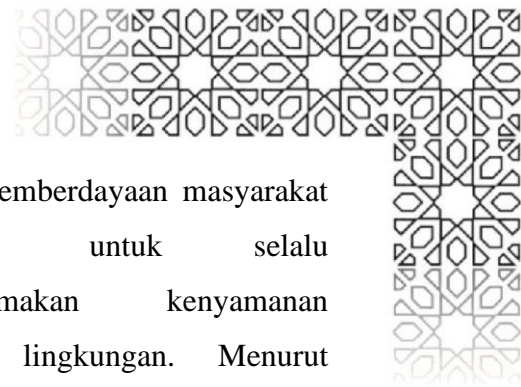 emberdayaan masyarakat
untuk selalu
makan kenyamanan
lingkungan. Menurut